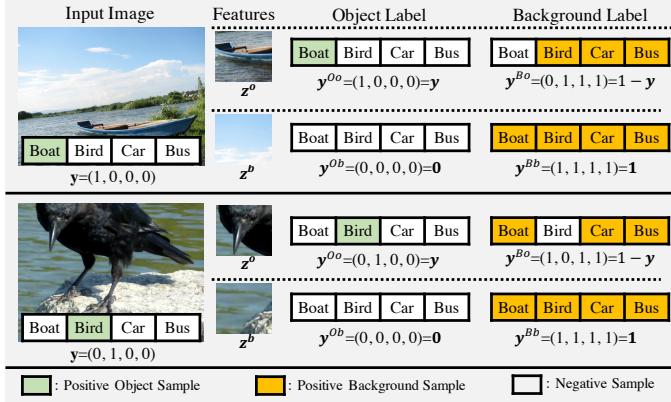 Input Image Features Object Label Background Label
Boat Bird Car Bus Boat Bird Car Bus
z^o y^{Oo}=(1, 0, 0, 0)=y y^{Bo}=(0, 1, 1, 1)=1 − y
Boat Bird Car Bus Boat Bird Car Bus Boat Bird Car Bus
y=(1, 0, 0, 0) z^b y^{Ob}=(0, 0, 0, 0)=0 y^{Bb}=(1, 1, 1, 1)=1
Boat Bird Car Bus Boat Bird Car Bus
z^o y^{Oo}=(0, 1, 0, 0)=y y^{Bo}=(1, 0, 1, 1)=1 − y
Boat Bird Car Bus Boat Bird Car Bus Boat Bird Car Bus
y=(0, 1, 0, 0) z^b y^{Ob}=(0, 0, 0, 0)=0 y^{Bb}=(1, 1, 1, 1)=1
: Positive Object Sample : Positive Background Sample : Negative Sample